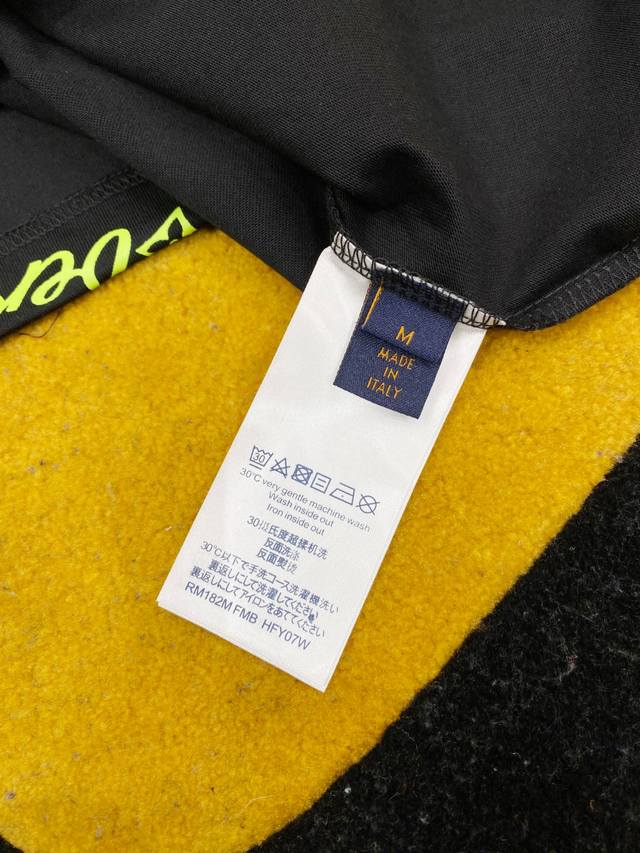 M
MADE
IN
ITALY
30
30°C very gentle machine wash
Wash inside out
Iron inside out
30 氏度超揉机洗
反面洗涤
反面熨烫
30℃以下で手洗コース洗濯機洗い
裏返しにして洗濯してください
裏返しにしてアイロンをあててください
RM182M FMB HFY07W